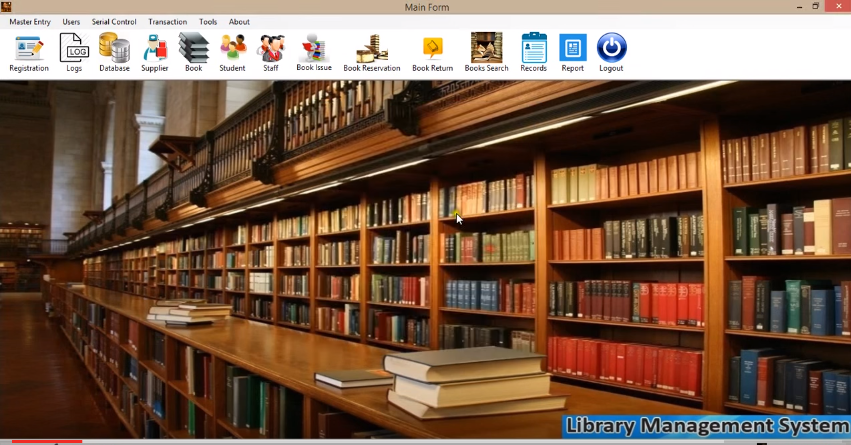 Main Form
Master Entry Users Serial Control Transaction Tools About
LOG
Registration Logs Database Supplier Book Student Staff Book Issue Book Reservation Book Return Books Search Records Report Logout
Library Management System